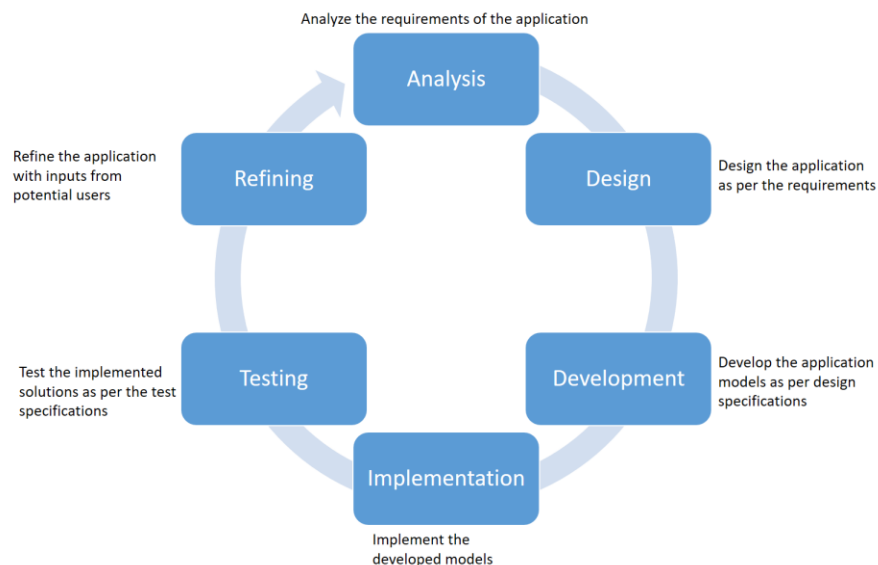 Analyze the requirements of the application
Analysis
Design
Design the application
as per the requirements
Development
Develop the application
models as per design
specifications
Implementation
Implement the
developed models
Testing
Test the implemented
solutions as per the test
specifications
Refining
Refine the application
with inputs from
potential users